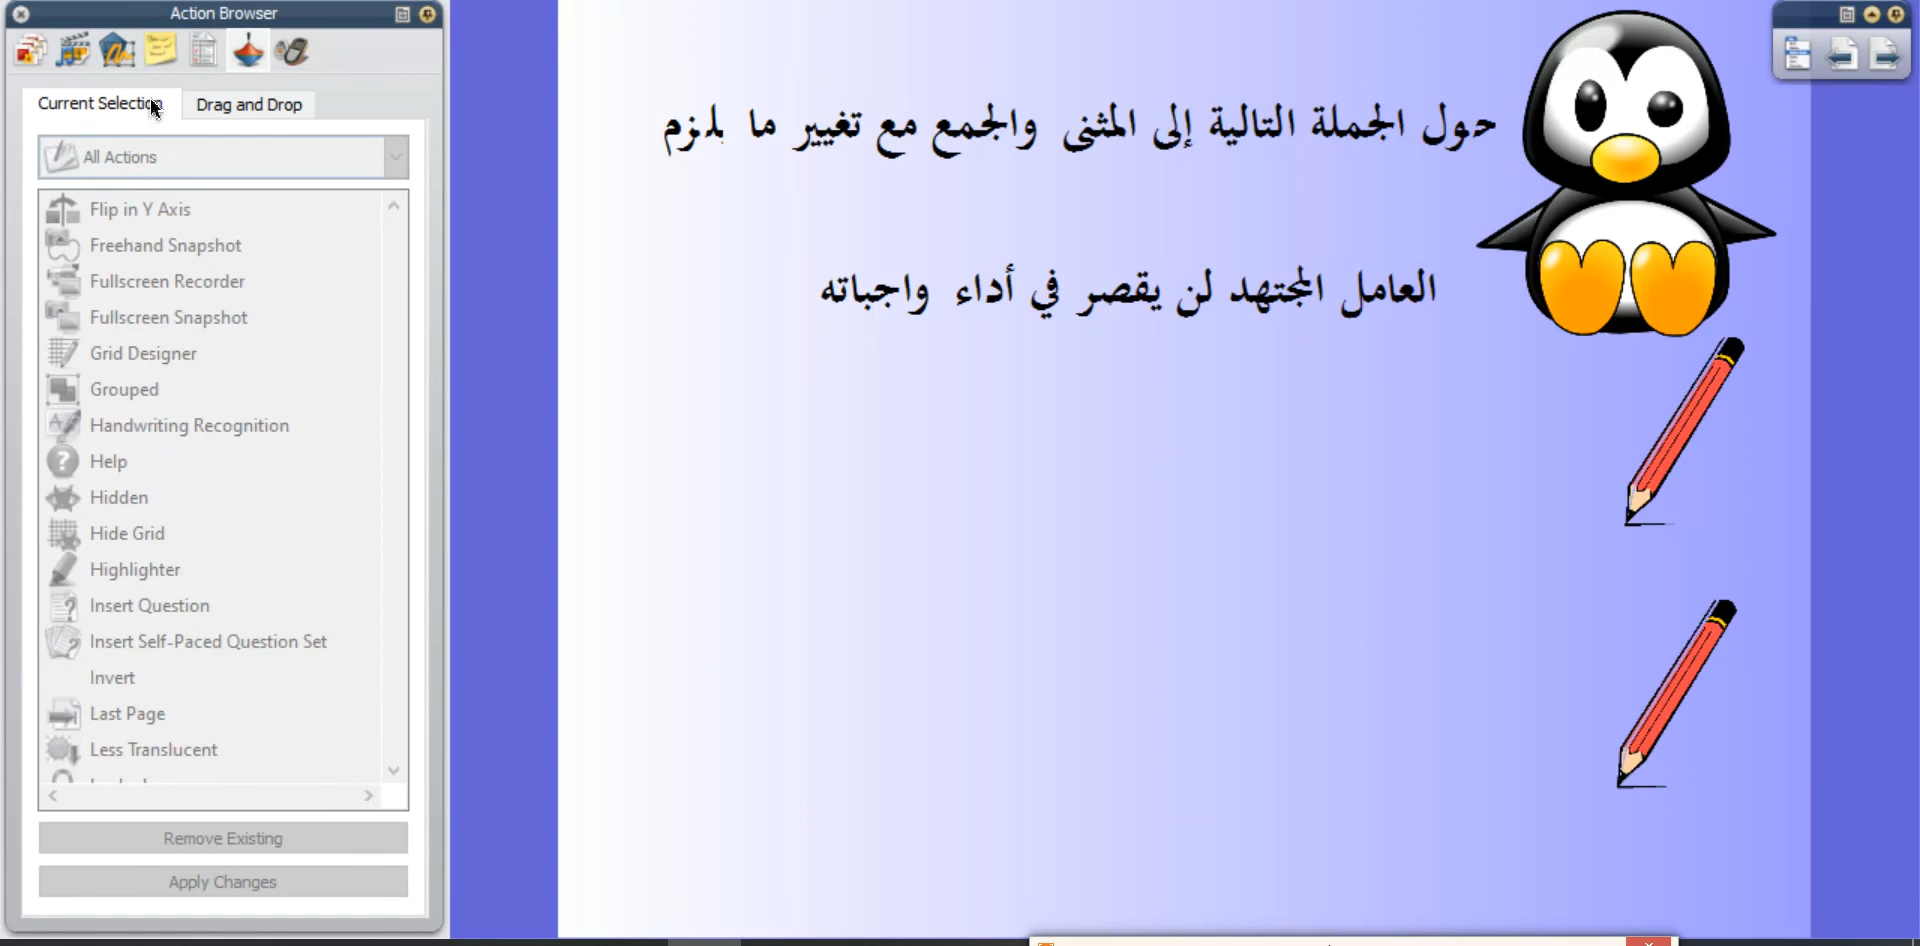 Action Browser
Current Selection
Drag and Drop
All Actions
Flip in Y Axis
Freehand Snapshot
Fullscreen Recorder
Fullscreen Snapshot
Grid Designer
Grouped
Handwriting Recognition
Help
Hidden
Hide Grid
Highlighter
Insert Question
Insert Self-Paced Question Set
Invert
Last Page
Less Translucent
Remove Existing
Apply Changes
حول الجملة التالية إلى المثنى والجمع مع تغيير ما يلزم
العامل المجتهد لن يقصر في أداء واجباته